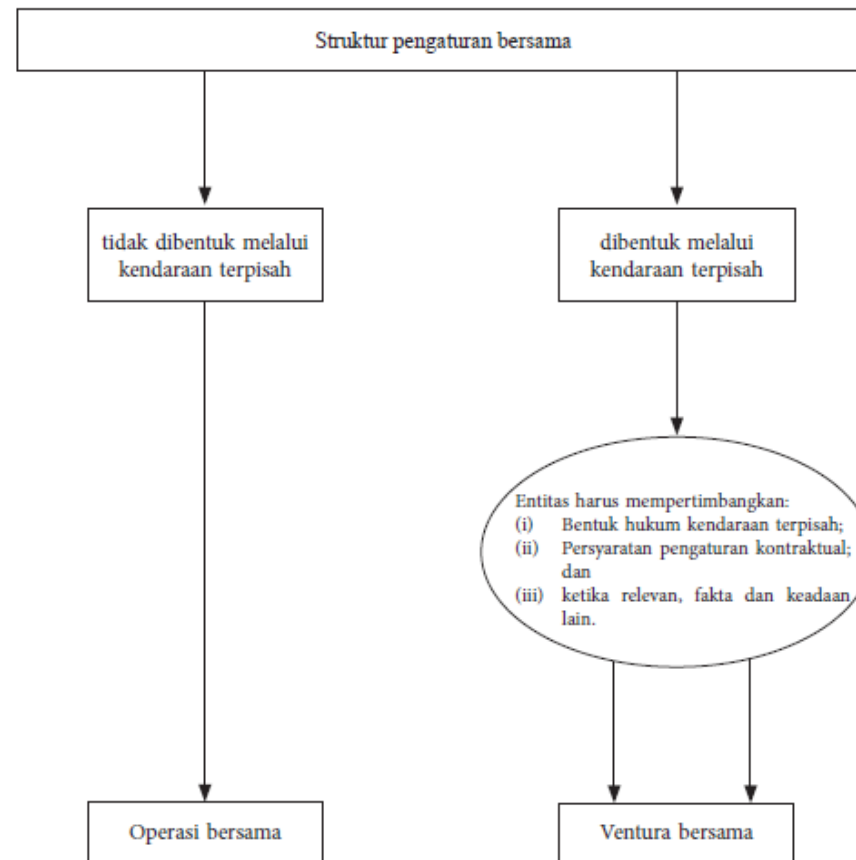 Struktur pengaturan bersama
tidak dibentuk melalui
kendaraan terpisah
dibentuk melalui
kendaraan terpisah
Entitas harus mempertimbangkan:
(i) Bentuk hukum kendaraan terpisah;
(ii) Persyaratan pengaturan kontraktual;
dan
(iii) ketika relevan, fakta dan keadaan
lain.
Operasi bersama
Ventura bersama